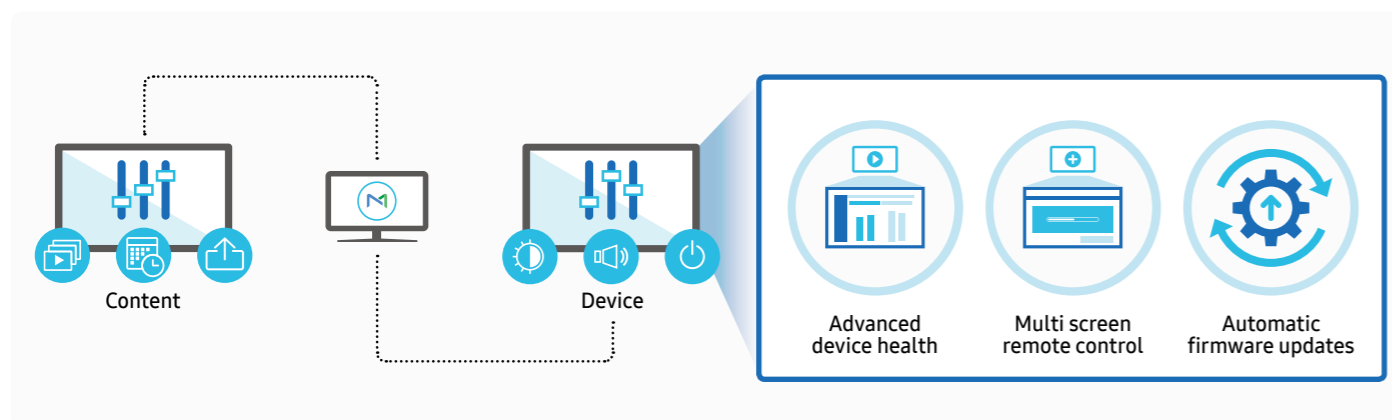 Content
Device
Advanced
device health
Multi screen
remote control
Automatic
firmware updates